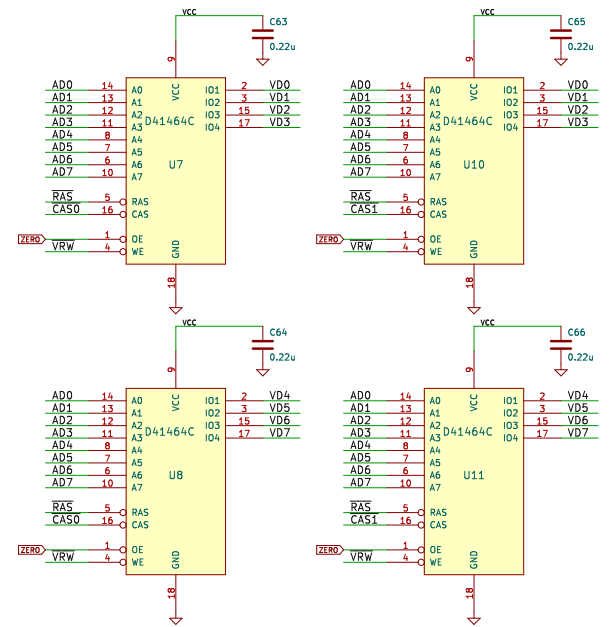 VCC
C63
0.22u
9
VCC
AD0 14 A0 IO1 2 VD0
AD1 13 A1 IO2 3 VD1
AD2 12 A2 D41464C IO3 15 VD2
AD3 11 A3 IO4 17 VD3
AD4 8 A4
AD5 7 A5
AD6 6 A6 U7
AD7 10 A7
RAS 5 RAS
CAS0 16 CAS
ZERO 1 OE
VRW 4 WE
GND
18
VCC
C65
0.22u
9
VCC
AD0 14 A0 IO1 2 VD0
AD1 13 A1 IO2 3 VD1
AD2 12 A2 D41464C IO3 15 VD2
AD3 11 A3 IO4 17 VD3
AD4 8 A4
AD5 7 A5
AD6 6 A6 U10
AD7 10 A7
RAS 5 RAS
CAS1 16 CAS
ZERO 1 OE
VRW 4 WE
GND
18
VCC
C64
0.22u
9
VCC
AD0 14 A0 IO1 2 VD4
AD1 13 A1 IO2 3 VD5
AD2 12 A2 D41464C IO3 15 VD6
AD3 11 A3 IO4 17 VD7
AD4 8 A4
AD5 7 A5
AD6 6 A6 U8
AD7 10 A7
RAS 5 RAS
CAS0 16 CAS
ZERO 1 OE
VRW 4 WE
GND
18
VCC
C66
0.22u
9
VCC
AD0 14 A0 IO1 2 VD4
AD1 13 A1 IO2 3 VD5
AD2 12 A2 D41464C IO3 15 VD6
AD3 11 A3 IO4 17 VD7
AD4 8 A4
AD5 7 A5
AD6 6 A6 U11
AD7 10 A7
RAS 5 RAS
CAS1 16 CAS
ZERO 1 OE
VRW 4 WE
GND
18